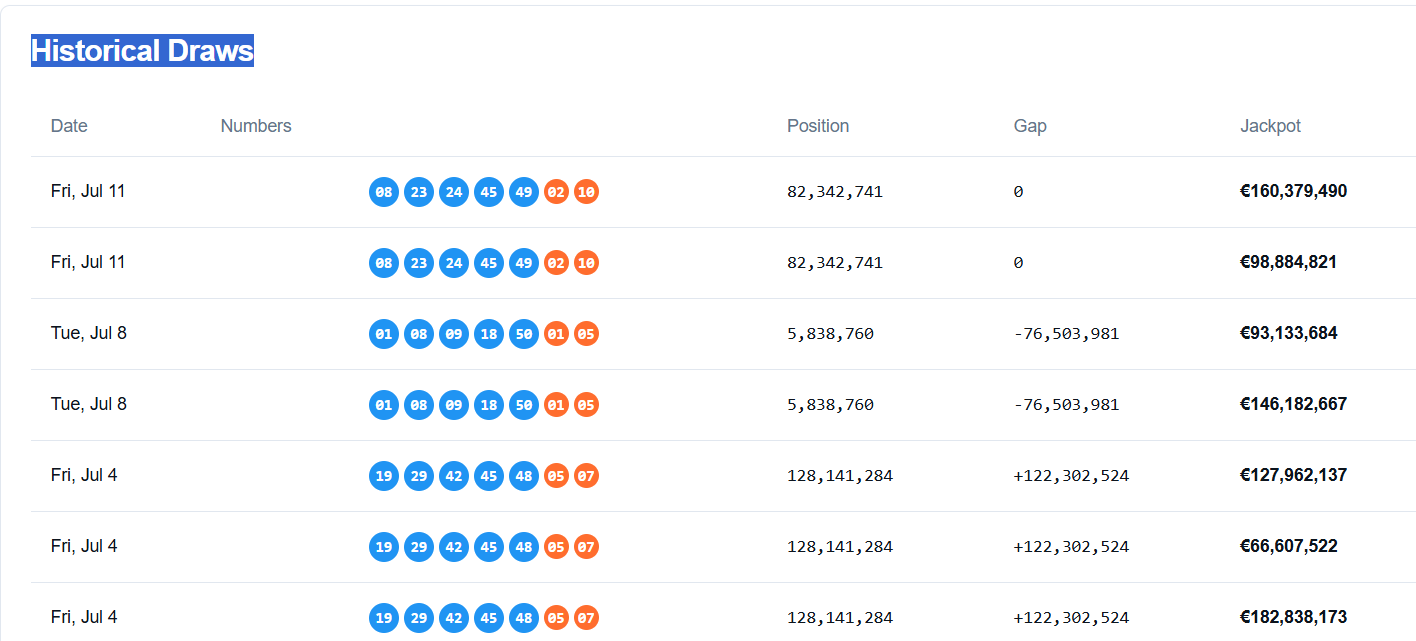 Historical Draws
Date Numbers Position Gap Jackpot
Fri, Jul 11 08 23 24 45 49 02 10 82,342,741 0 €160,379,490
Fri, Jul 11 08 23 24 45 49 02 10 82,342,741 0 €98,884,821
Tue, Jul 8 01 08 09 18 50 01 05 5,838,760 -76,503,981 €93,133,684
Tue, Jul 8 01 08 09 18 50 01 05 5,838,760 -76,503,981 €146,182,667
Fri, Jul 4 19 29 42 45 48 05 07 128,141,284 +122,302,524 €127,962,137
Fri, Jul 4 19 29 42 45 48 05 07 128,141,284 +122,302,524 €66,607,522
Fri, Jul 4 19 29 42 45 48 05 07 128,141,284 +122,302,524 €182,838,173